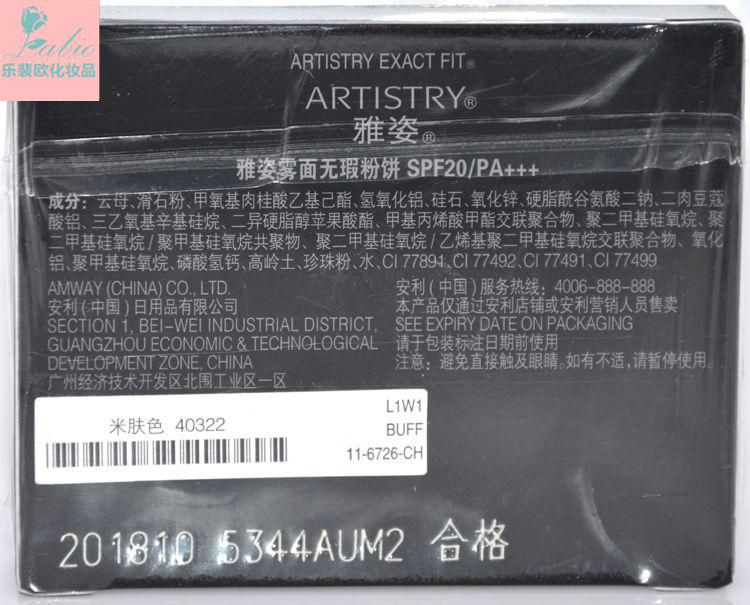 Labio
乐裴欧化妆品
ARTISTRY EXACT FIT®
ARTISTRY®
雅姿®
雅姿雾面无瑕粉饼 SPF20/PA+++
成分：云母、滑石粉、甲氧基肉桂酸乙基己酯、氢氧化铝、硅石、氧化锌、硬脂酰谷氨酸二钠、二肉豆蔻
酸铝、三乙氧基辛基硅烷、二异硬脂醇苹果酸酯、甲基丙烯酸甲酯交联聚合物、聚二甲基硅氧烷、聚
二甲基硅氧烷/聚甲基硅氧烷共聚物、二甲基硅氧烷/乙烯基聚二甲基硅氧烷交联聚合物、氧化
铝、聚甲基硅氧烷、磷酸氢钙、高岭土、珍珠粉、水、CI 77891、CI 77492、CI 77491、CI 77499
AMWAY (CHINA) CO., LTD.
安利（中国）日用品有限公司
SECTION 1, BEI-WEI INDUSTRIAL DISTRICT,
GUANGZHOU ECONOMIC & TECHNOLOGICAL
DEVELOPMENT ZONE, CHINA
广州经济技术开发区北围工业区一区
安利（中国）服务热线：4006-888-888
本产品仅通过安利店铺或安利营销人员售卖
SEE EXPIRY DATE ON PACKAGING
请于包装标注日期前使用
注意：避免直接触及眼睛。如有不适，请暂停使用。
米肤色 40322
L1W1
BUFF
11-6726-CH
201810 5344AUM2 合格